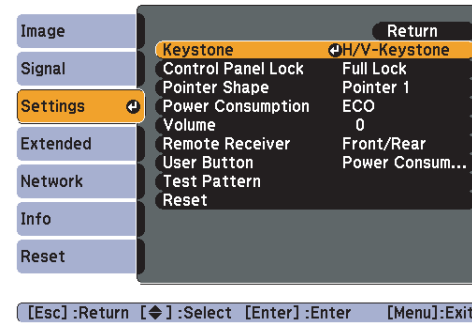 Image
Signal
Settings
Extended
Network
Info
Reset
Return
Keystone H/V-Keystone
Control Panel Lock Full Lock
Pointer Shape Pointer 1
Power Consumption ECO
Volume 0
Remote Receiver Front/Rear
User Button Power Consum...
Test Pattern
Reset
[Esc] :Return [◆] :Select [Enter] :Enter [Menu]:Exit